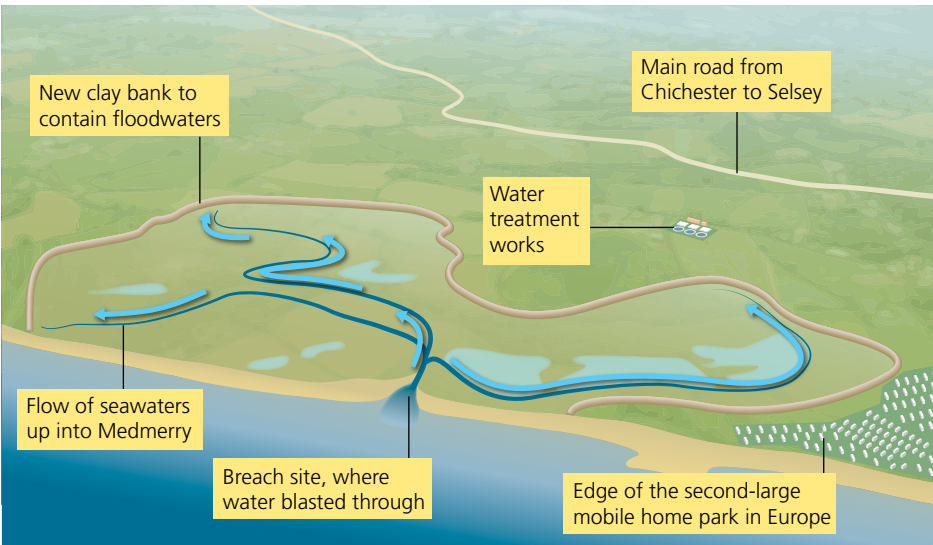 New clay bank to
contain floodwaters
Main road from
Chichester to Selsey
Water
treatment
works
Flow of seawaters
up into Medmerry
Breach site, where
water blasted through
Edge of the second-large
mobile home park in Europe